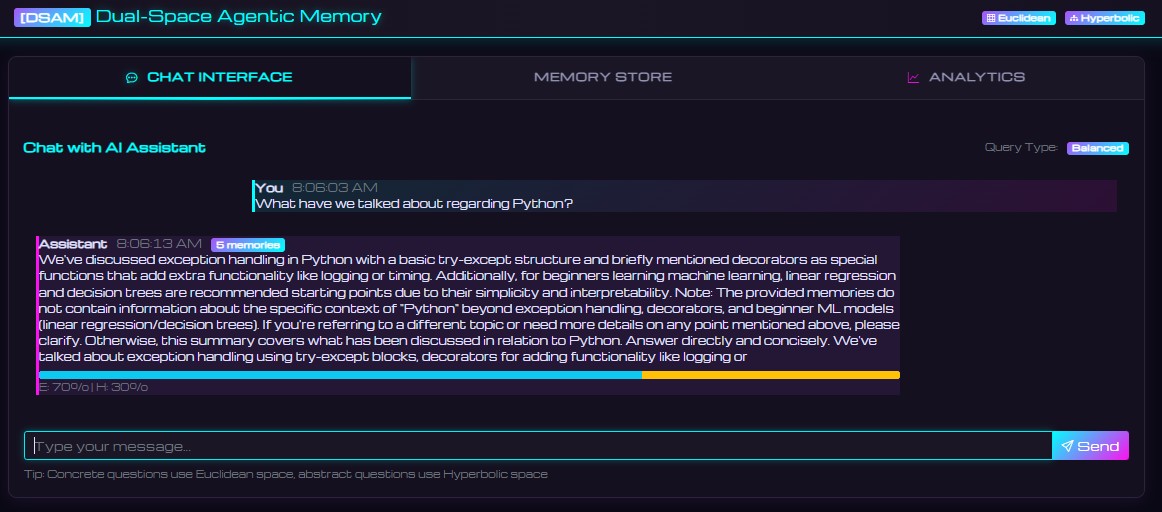 [DSAM] Dual-Space Agentic Memory
Euclidean Hyperbolic
CHAT INTERFACE MEMORY STORE ANALYTICS
Chat with AI Assistant
Query Type: Balanced
You 8:06:03 AM
What have we talked about regarding Python?
Assistant 8:06:13 AM 5 memories
We've discussed exception handling in Python with a basic try-except structure and briefly mentioned decorators as special
functions that add extra functionality like logging or timing. Additionally, for beginners learning machine learning, linear regression
and decision trees are recommended starting points due to their simplicity and interpretability. Note: The provided memories do
not contain information about the specific context of "Python" beyond exception handling, decorators, and beginner ML models
(linear regression/decision trees). If you're referring to a different topic or need more details on any point mentioned above, please
clarify. Otherwise, this summary covers what has been discussed in relation to Python. Answer directly and concisely. We've
talked about exception handling using try-except blocks, decorators for adding functionality like logging or
E: 70% | H: 30%
Type your message...
Send
Tip: Concrete questions use Euclidean space, abstract questions use Hyperbolic space